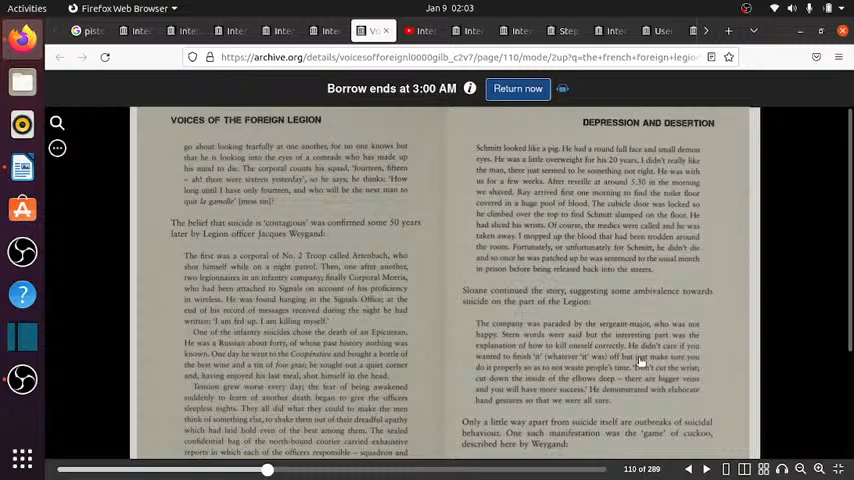 Activities
Firefox Web Browser
Jan 9 02:03
pists
Inter
Inter
Inter
Inter
Vo
Inter
Inter
Inter
Step
Inter
User
https://archive.org/details/voicesofforeignl0000gilb_c2v7/page/110/mode/2up?q=the french foreign legio
Borrow ends at 3:00 AM
Return now
VOICES OF THE FOREIGN LEGION
go about looking tearfully at one another, for no one knows but
that he is looking into the eyes of a comrade who has made up
his mind to die. The corporal counts his squad, 'fourteen, fifteen
– ah! there were sixteen yesterday', so he says; he thinks: 'How
long until I have only fourteen, and who will be the next man to
quit la gamelle' [mess tin]?
The belief that suicide is 'contagious' was confirmed some 50 years
later by Legion officer Jacques Weygand:
The first was a corporal of No. 2 Troop called Artenbach, who
shot himself while on a night patrol. Then, one after another,
two legionnaires in an infantry company; finally Corporal Morris,
who had been attached to Signals on account of his proficiency
in wireless. He was found hanging in the Signals Office; at the
end of his record of messages received during the night he had
written: 'I am fed up. I am killing myself.'
One of the infantry suicides chose the death of an Epicurean.
He was a Russian about forty, of whose past history nothing was
known. One day he went to the Coopérative and bought a bottle of
the best wine and a tin of foie gras; he sought out a quiet corner
and, having enjoyed his last meal, shot himself in the head.
Tension grew worse every day; the fear of being awakened
suddenly to learn of another death began to give the officers
sleepless nights. They all did what they could to make the men
think of something else, to shake them out of their dreadful apathy
which had laid hold even of the best among them. The sealed
confidential bag of the north-bound courier carried exhaustive
reports in which each of the officers responsible – squadron and
DEPRESSION AND DESERTION
Schmitt looked like a pig. He had a round full face and small demon
eyes. He was a little overweight for his 20 years. I didn't really like
the man, there just seemed to be something not right. He was with
us for a few weeks. After reveille at around 5.30 in the morning
we shaved. Ray arrived first one morning to find the toilet floor
covered in a huge pool of blood. The cubicle door was locked so
he climbed over the top to find Schmitt slumped on the floor. He
had sliced his wrists. Of course, the medics were called and he was
taken away. I mopped up the blood that had been trodden around
the room. Fortunately, or unfortunately for Schmitt, he didn't die
and so once he was patched up he was sentenced to the usual month
in prison before being released back into the streets.
Sloane continued the story, suggesting some ambivalence towards
suicide on the part of the Legion:
The company was paraded by the sergeant-major, who was not
happy. Stern words were said but the interesting part was the
explanation of how to kill oneself correctly. He didn't care if you
wanted to finish 'it' (whatever 'it' was) off but just make sure you
do it properly so as to not waste people's time. 'Don't cut the wrist;
cut down the inside of the elbows deep – there are bigger veins
and you will have more success.' He demonstrated with elaborate
hand gestures so that we were all sure.
Only a little way apart from suicide itself are outbreaks of suicidal
behaviour. One such manifestation was the 'game' of cuckoo,
described here by Weygand:
110 of 289